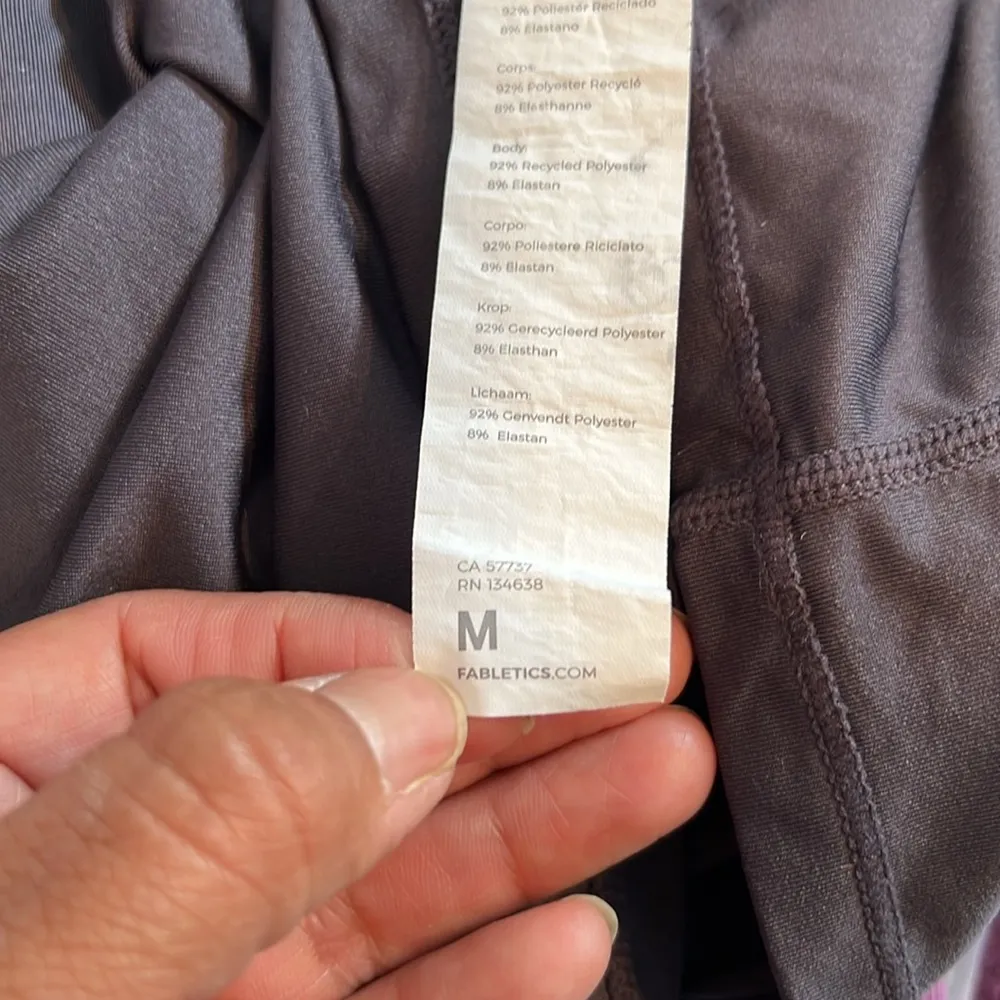 92% Poliestér Reciclado
8% Elastano
Corps:
92% Polyester Recyclé
8% Elasthanne
Body:
92% Recycled Polyester
8% Elastan
Corpo:
92% Poliestere Riciclato
8% Elastan
Krop:
92% Gerecycleerd Polyester
8% Elasthan
Lichaam:
92% Genvendt Polyester
8% Elastan
CA 57737
RN 134638
M
FABLETICS.COM